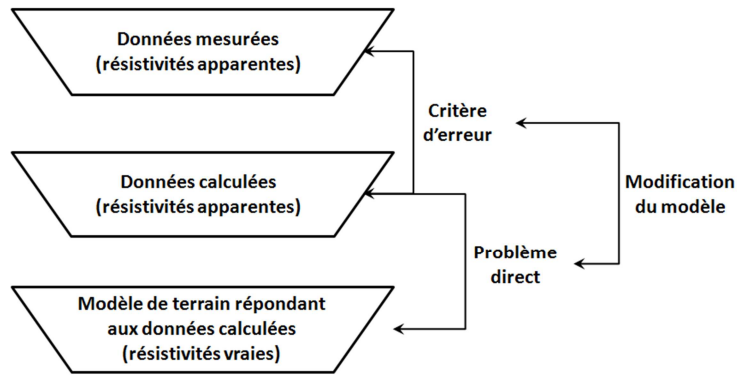 Données mesurées
(résistivités apparentes)
Critère
d'erreur
Données calculées
(résistivités apparentes)
Modification
du modèle
Problème
direct
Modèle de terrain répondant
aux données calculées
(résistivités vraies)